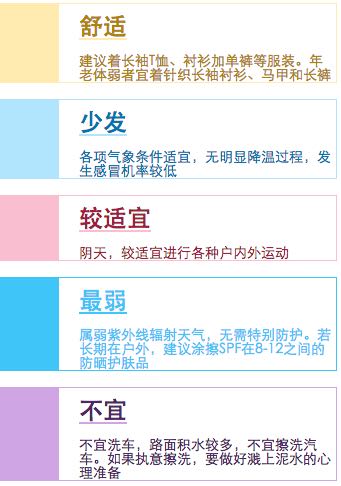 舒适
建议着长袖T恤、衬衫加单裤等服装。年
老体弱者宜着针织长袖衬衫、马甲和长裤
少发
各项气象条件适宜，无明显降温过程，发
生感冒机率较低
较适宜
阴天，较适宜进行各种户内外运动
最弱
属弱紫外线辐射天气，无需特别防护。若
长期在户外，建议涂擦SPF在8-12之间的
防晒护肤品
不宜
不宜洗车，路面积水较多，不宜擦洗汽
车。如果执意擦洗，要做好溅上泥水的心
理准备